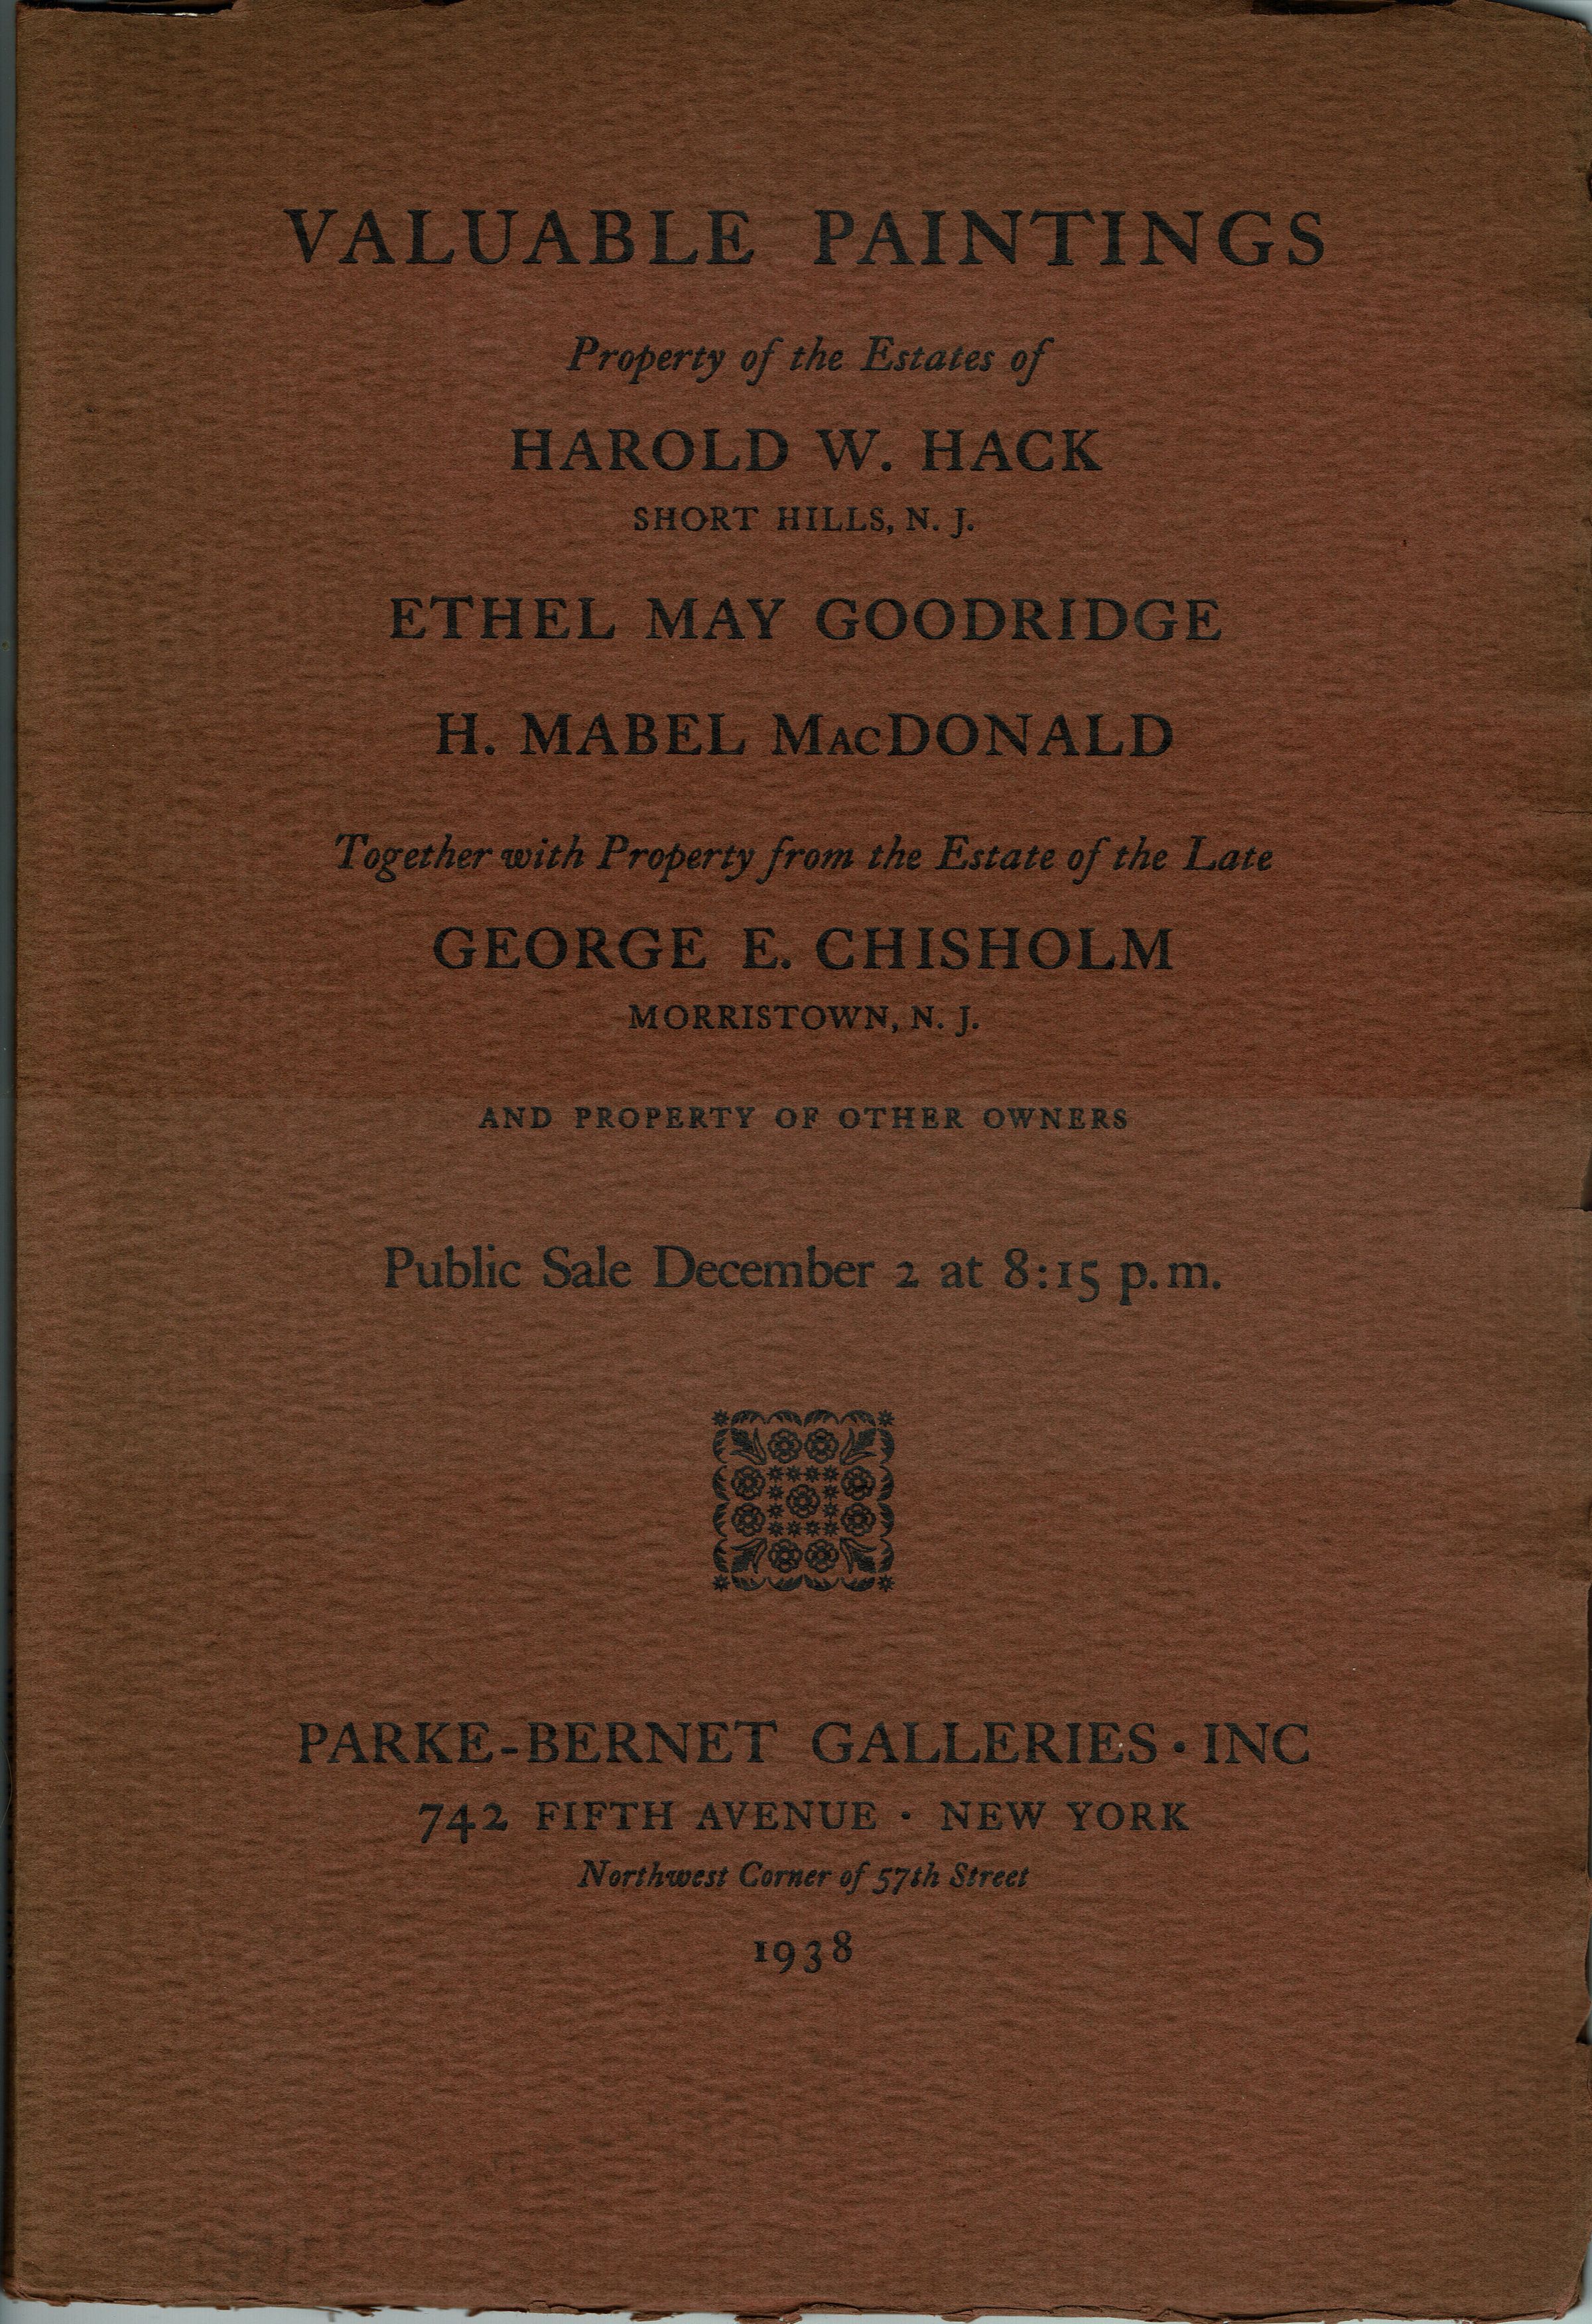 VALUABLE PAINTINGS
Property of the Estates of
HAROLD W. HACK
SHORT HILLS, N. J.
ETHEL MAY GOODRIDGE
H. MABEL MacDONALD
Together with Property from the Estate of the Late
GEORGE E. CHISHOLM
MORRISTOWN, N. J.
AND PROPERTY OF OTHER OWNERS
Public Sale December 2 at 8:15 p.m.
PARKE-BERNET GALLERIES · INC
742 FIFTH AVENUE · NEW YORK
Northwest Corner of 57th Street
1938